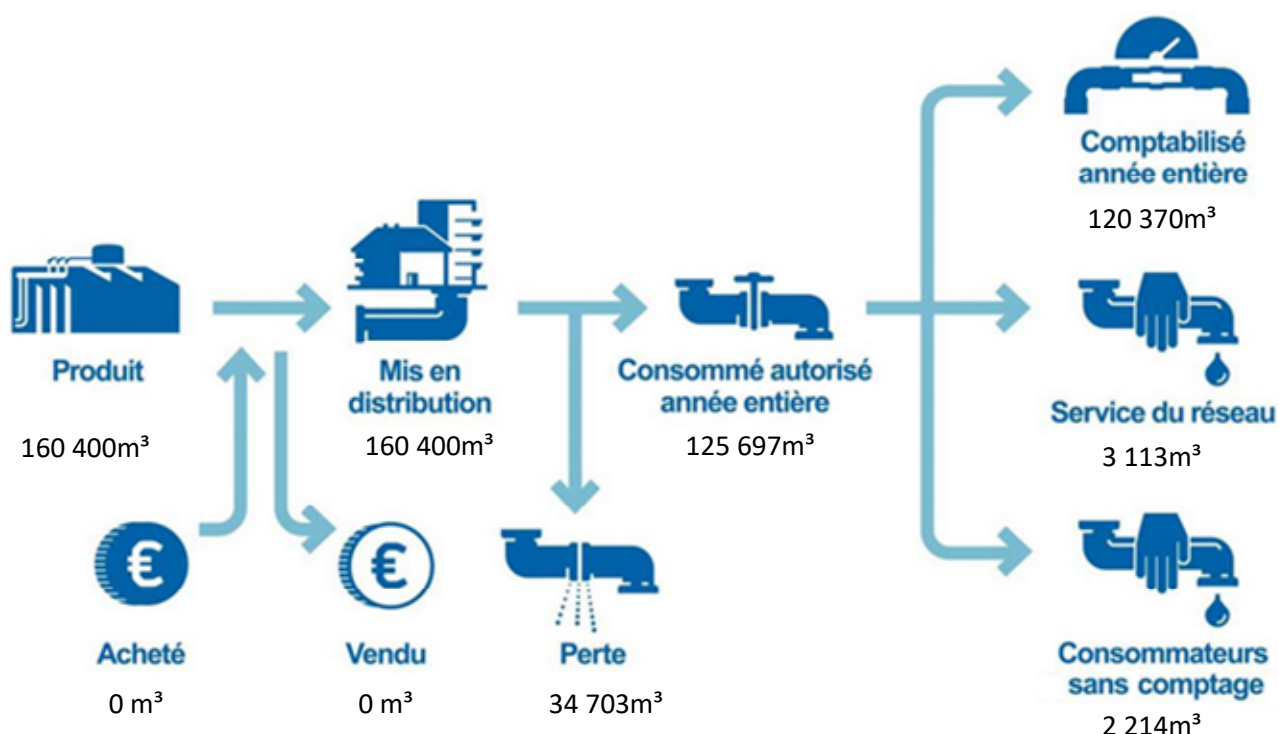 Comptabilisé
année entière
120 370m³
Produit
160 400m³
Mis en
distribution
160 400m³
Consommé autorisé
année entière
125 697m³
Service du réseau
3 113m³
€
Acheté
0 m³
€
Vendu
0 m³
Perte
34 703m³
Consommateurs
sans comptage
2 214m³